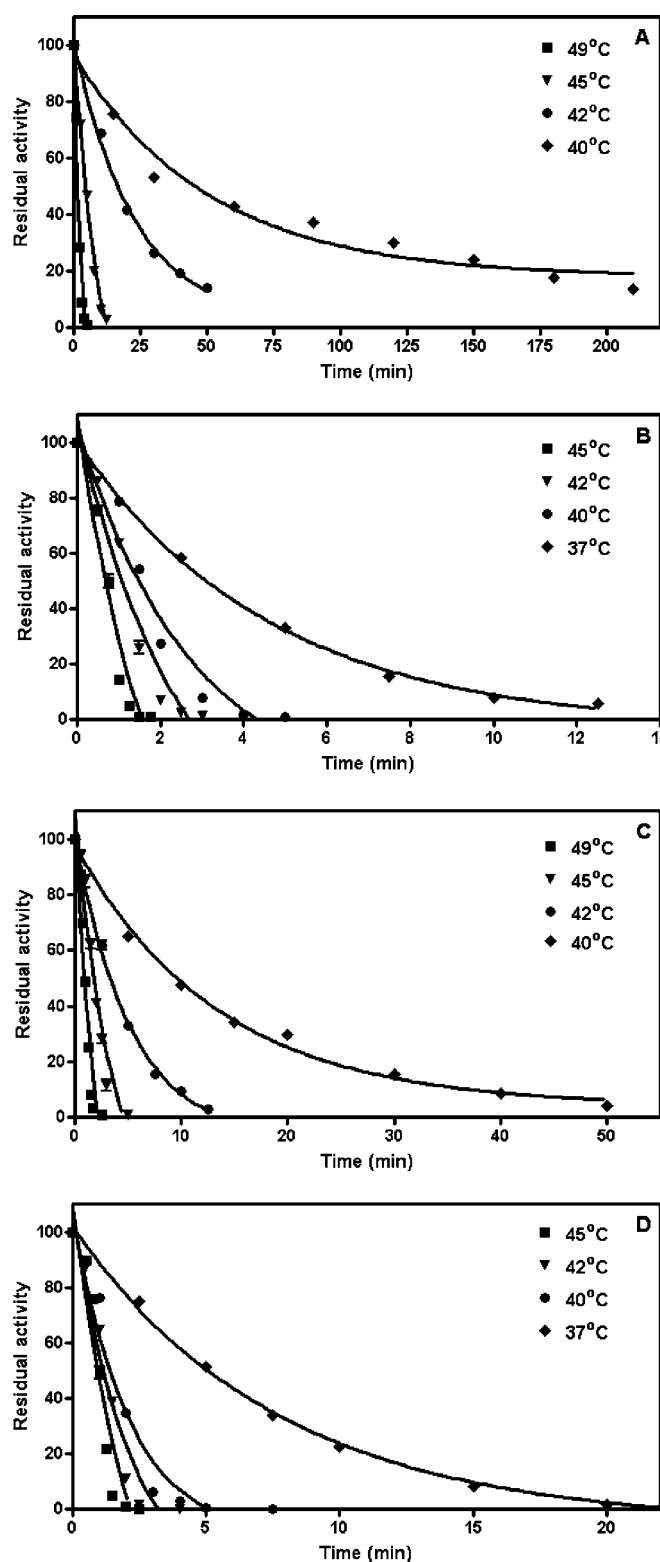 A
100
80
60
40
20
0
Residual activity
49°C
45°C
42°C
40°C
0 25 50 75 100 125 150 175 200
Time (min)
B
100
80
60
40
20
0
Residual activity
45°C
42°C
40°C
37°C
0 2 4 6 8 10 12 14
Time (min)
C
100
80
60
40
20
0
Residual activity
49°C
45°C
42°C
40°C
0 10 20 30 40 50
Time (min)
D
100
80
60
40
20
0
Residual activity
45°C
42°C
40°C
37°C
0 5 10 15 20
Time (min)